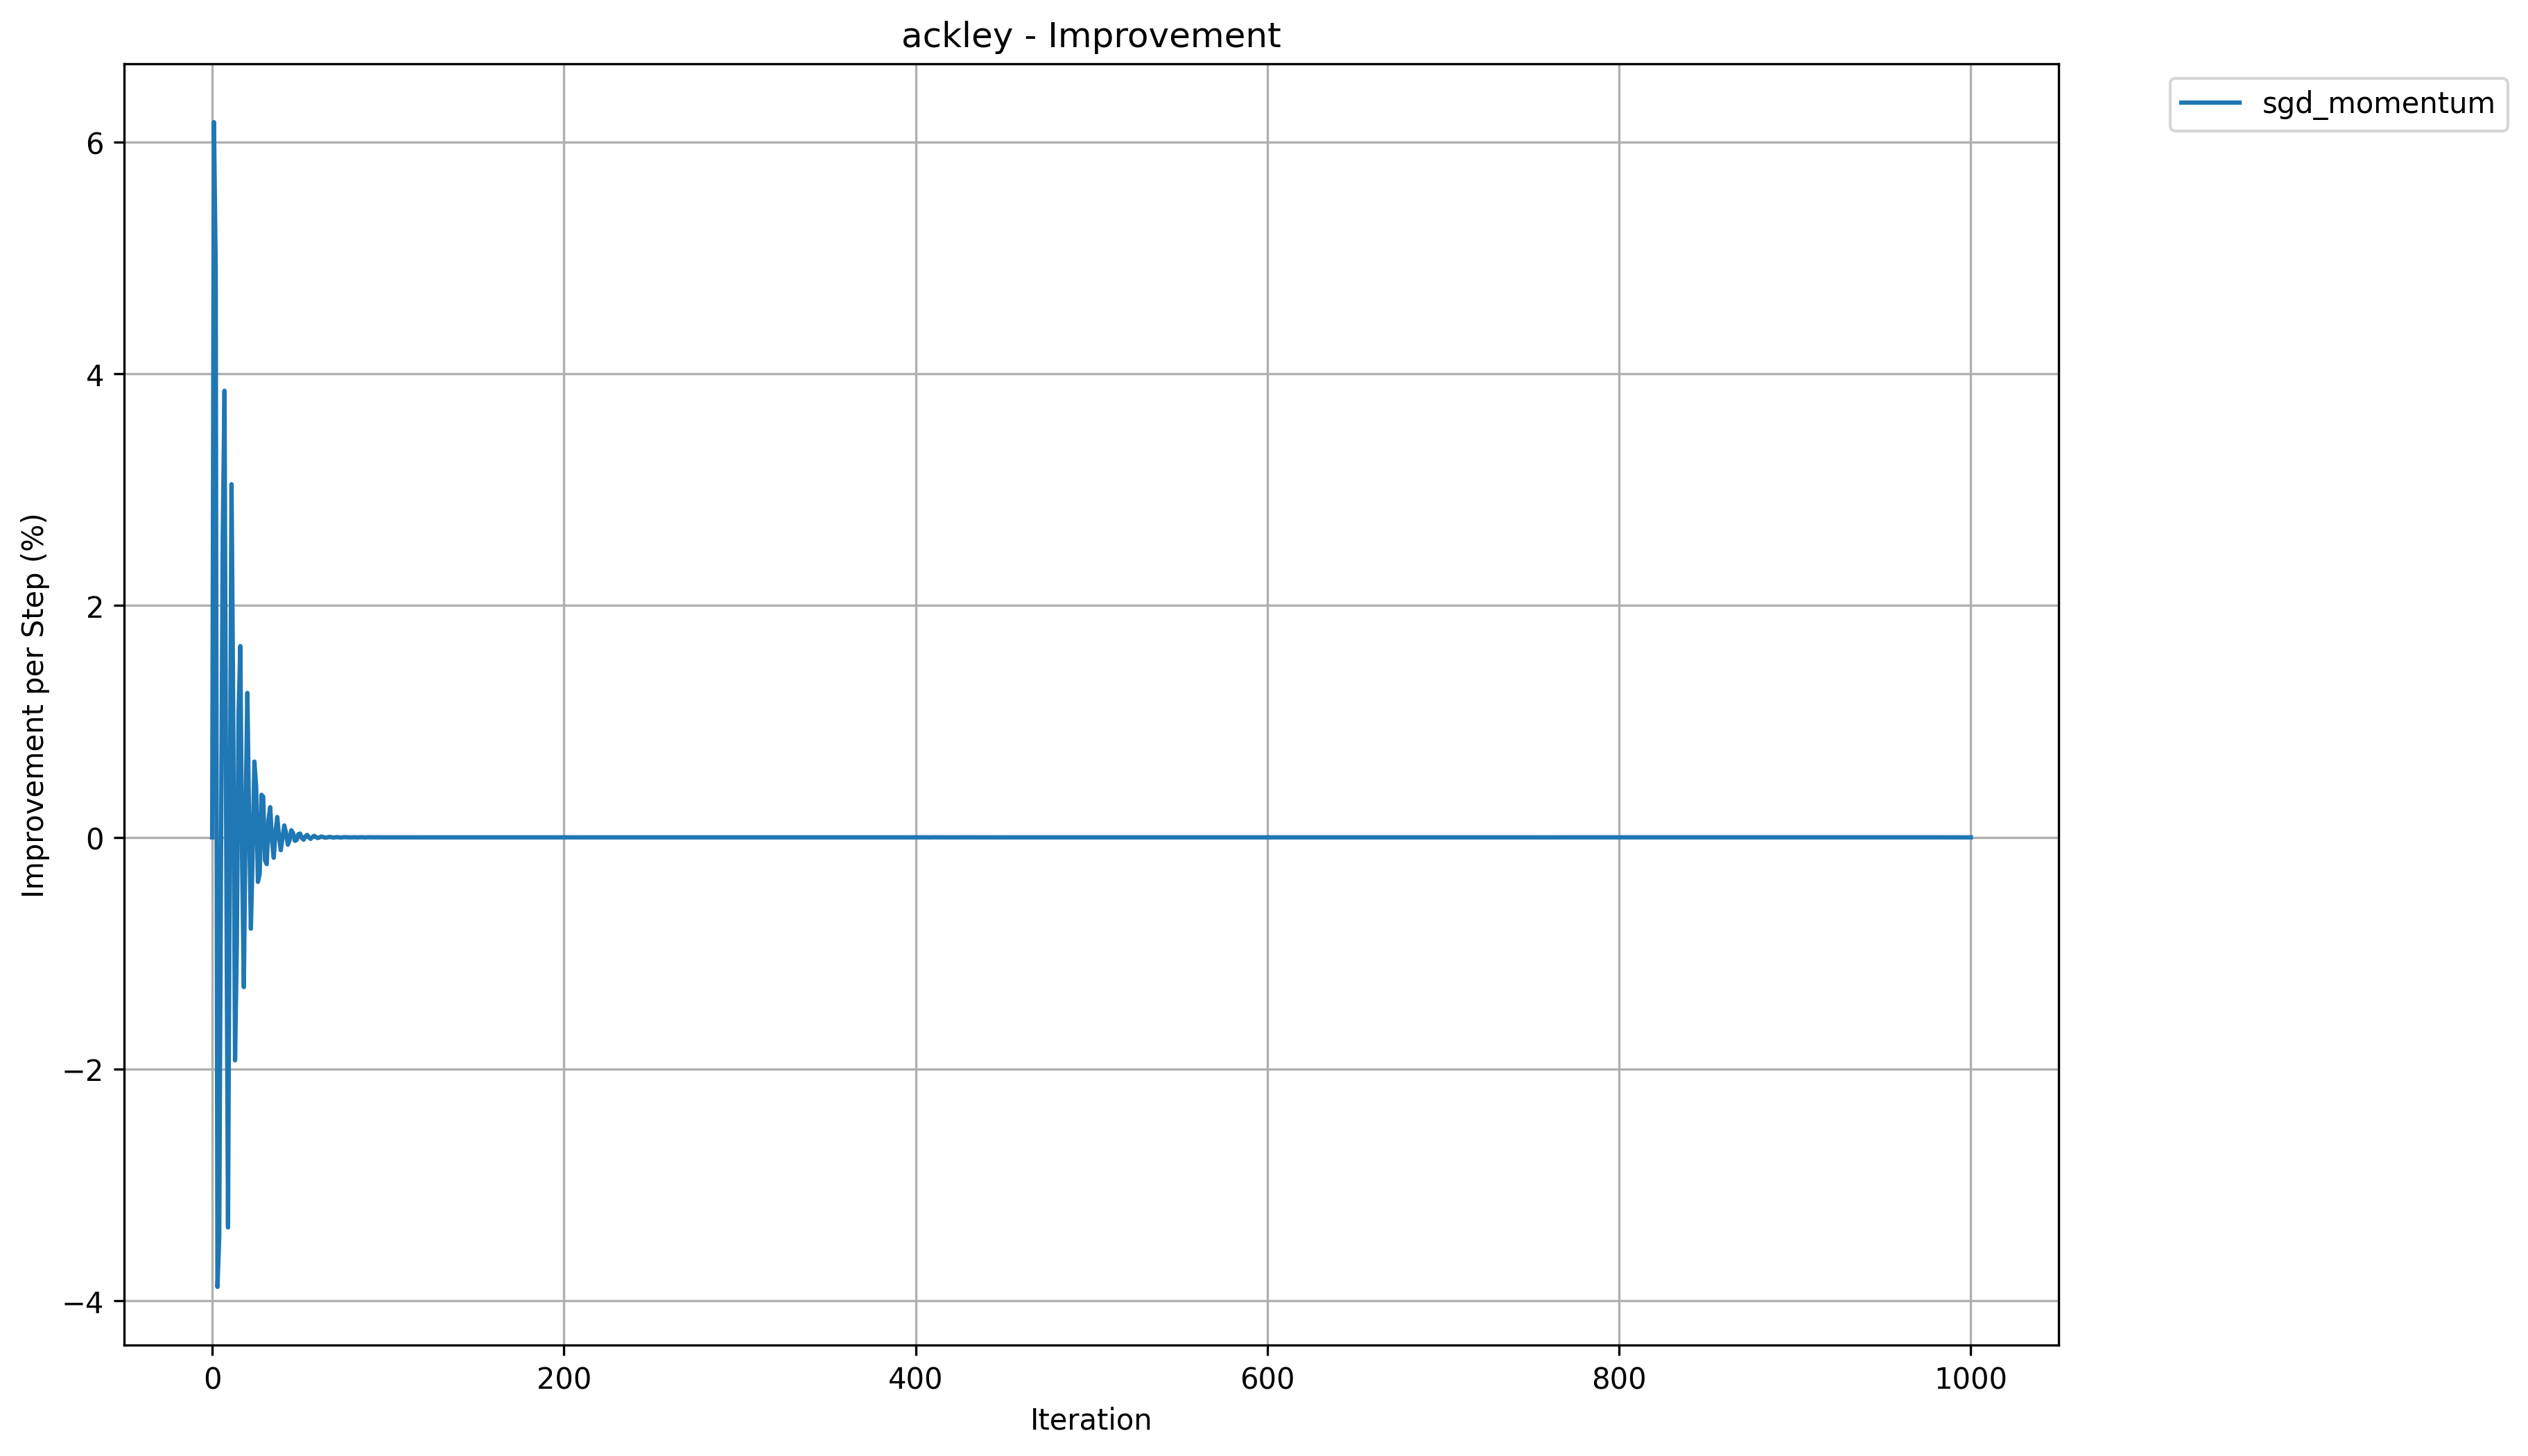 ackley - Improvement
sgd_momentum
Improvement per Step (%)
6
4
2
0
−2
−4
0 200 400 600 800 1000
Iteration